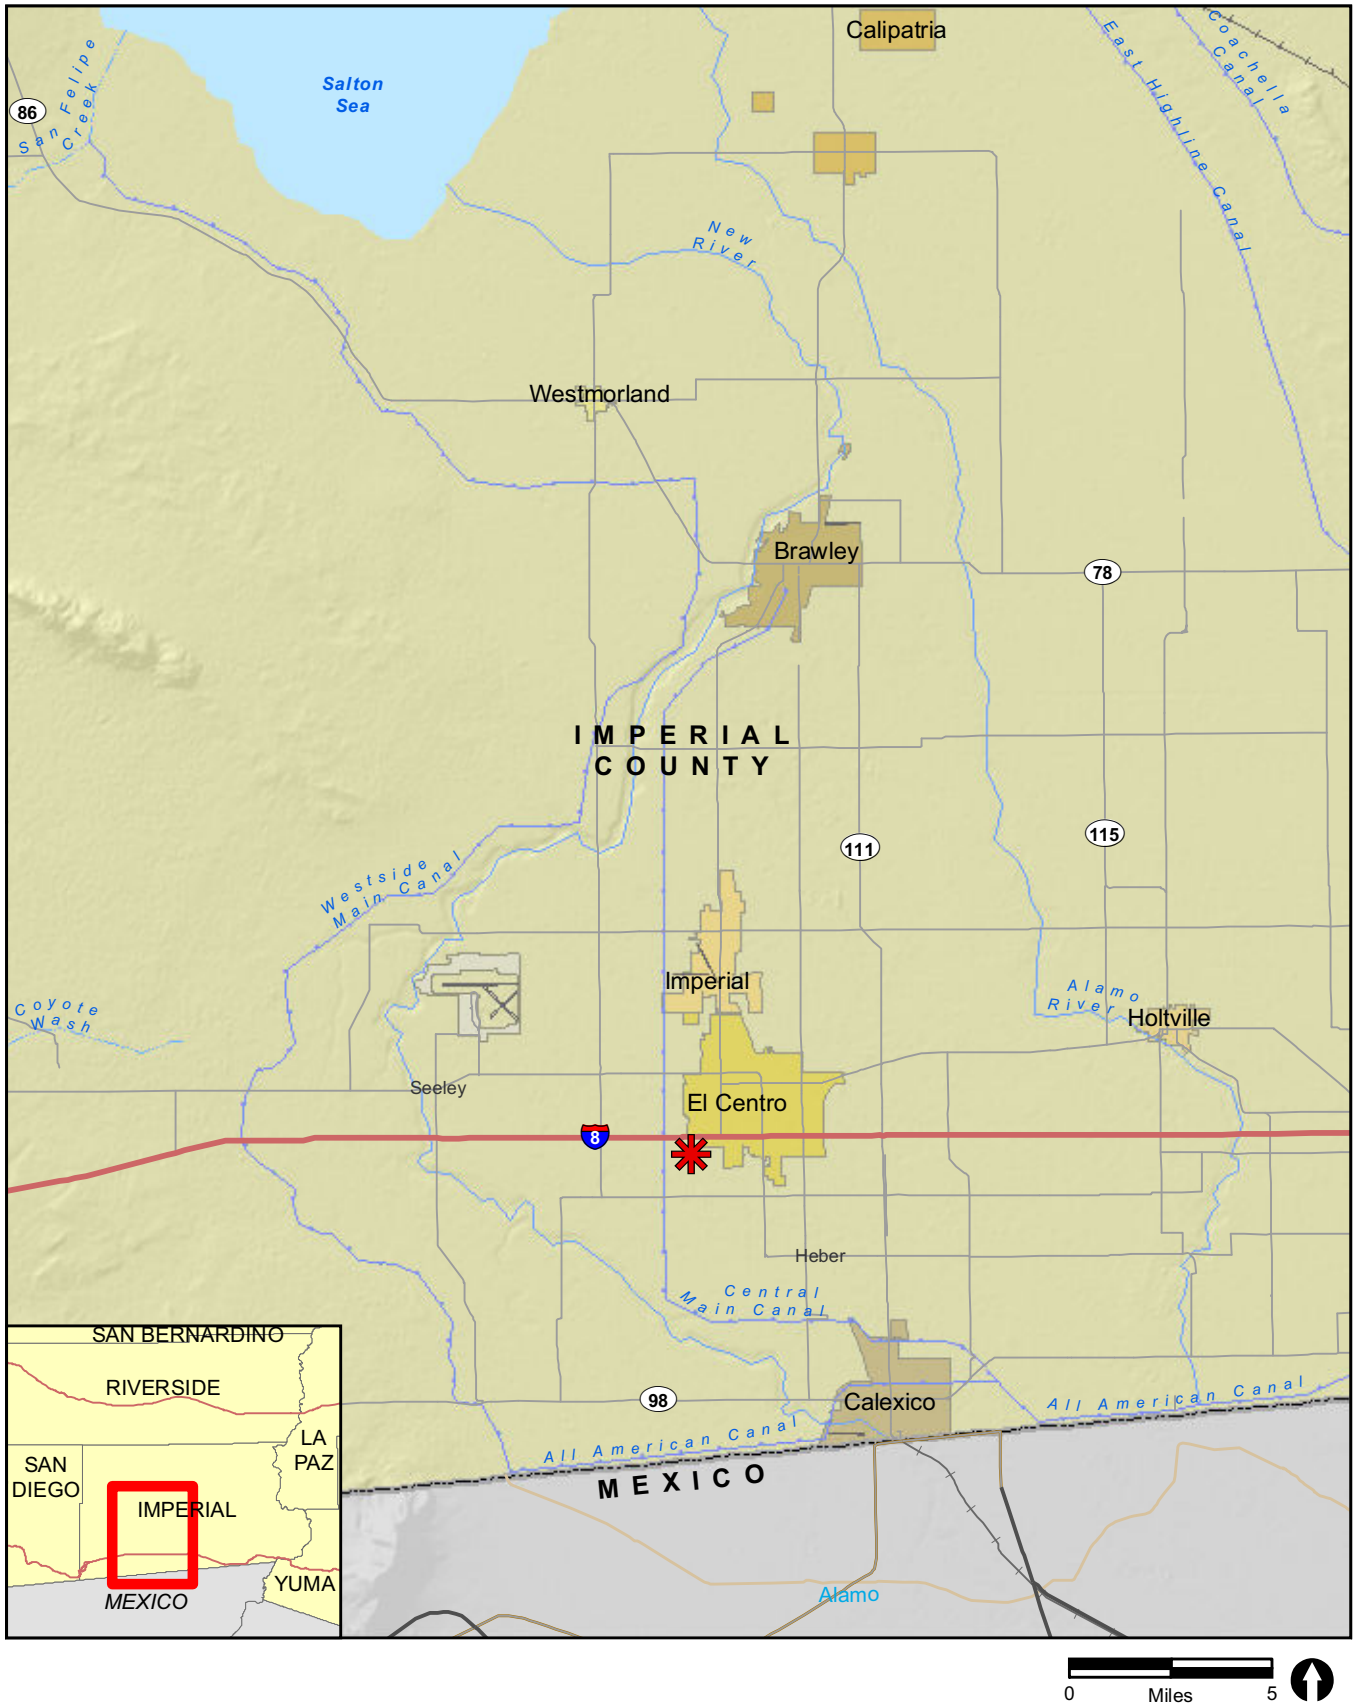 Calipatria
Coachella
Canal
East Highline Canal
San Felipe
Creek
86
Salton
Sea
New
River
Westmorland
Brawley
78
IMPERIAL
COUNTY
111
115
Westside
Main Canal
Imperial
Coyote
Wash
Alamo
River
Holtville
Seeley
El Centro
8
Heber
Central
Main Canal
98
Calexico
All American Canal
All American Canal
MEXICO
Alamo
SAN BERNARDINO
RIVERSIDE
LA
PAZ
SAN
DIEGO
IMPERIAL
YUMA
MEXICO
0 Miles 5